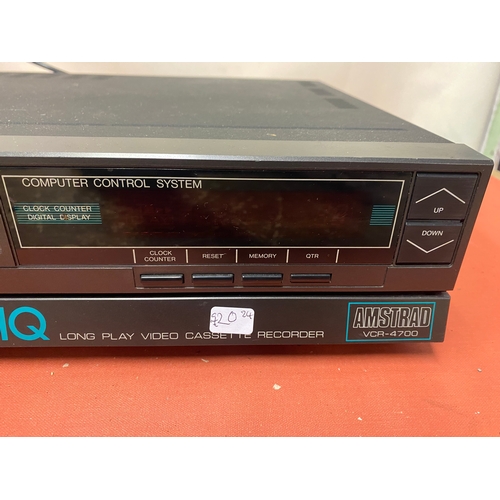 COMPUTER CONTROL SYSTEM
CLOCK COUNTER
DIGITAL DISPLAY
UP
DOWN
CLOCK
COUNTER
RESET
MEMORY
QTR
HQ
LONG PLAY VIDEO CASSETTE RECORDER
AMSTRAD
VCR-4700